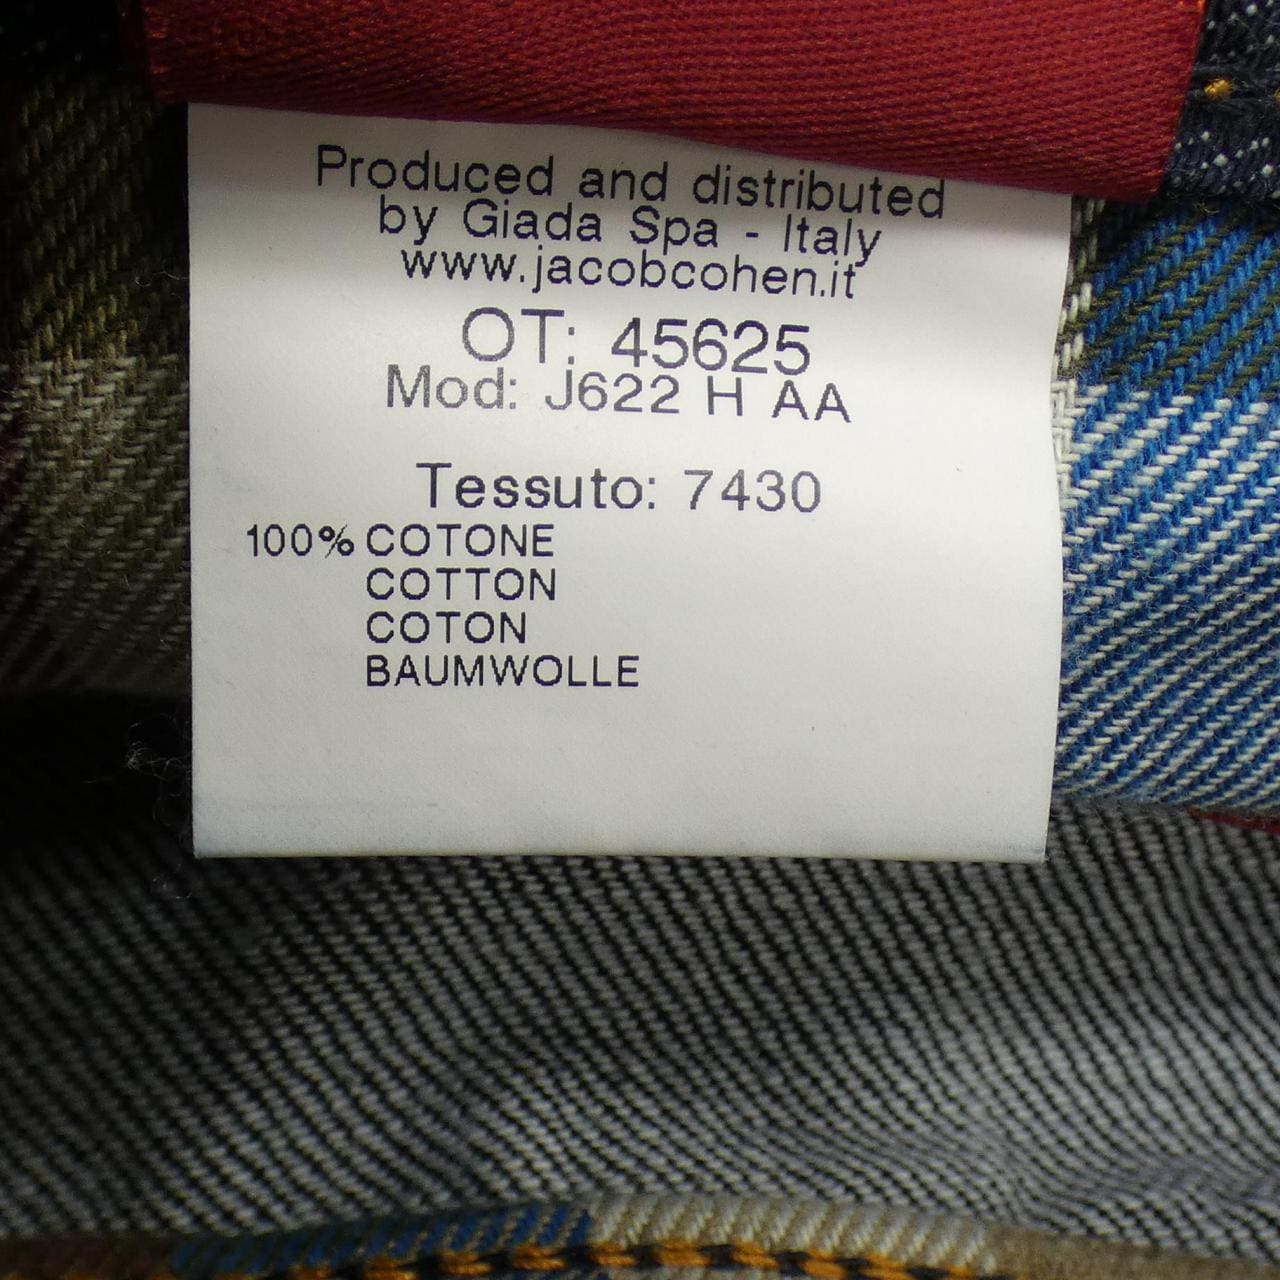 Produced and distributed
by Giada Spa - Italy
www.jacobcohen.it
OT: 45625
Mod: J622 H AA
Tessuto: 7430
100% COTONE
COTTON
COTON
BAUMWOLLE